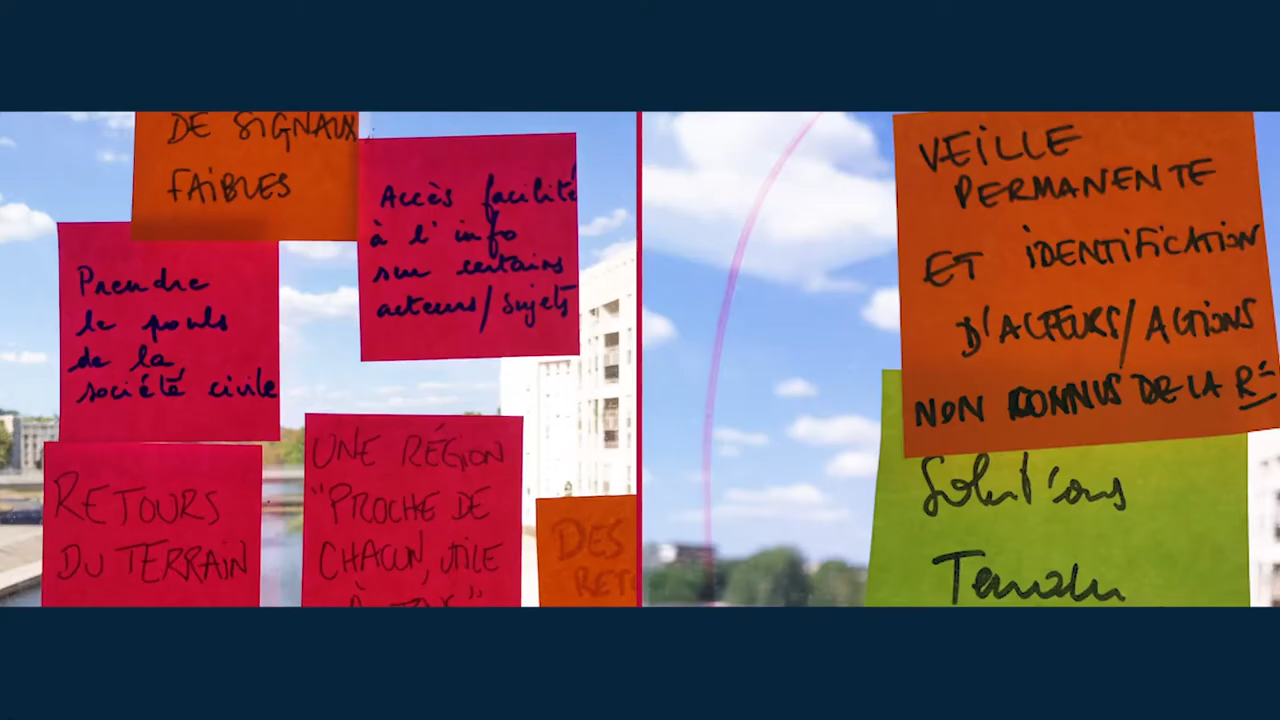 DE SIGNAUX
FAIBLES
Accès facilité
à l'info
sur certains
acteurs/sujets
Prendre
le pouls
de la
société civile
RETOURS
DU TERRAIN
UNE RÉGION
"PROCHE DE
CHACUN, UTILE
À TOUS"
DES
RETO
VEILLE
PERMANENTE
ET IDENTIFICATION
D'ACTEURS/ACTIONS
NON CONNUS DE LA R
Solutions